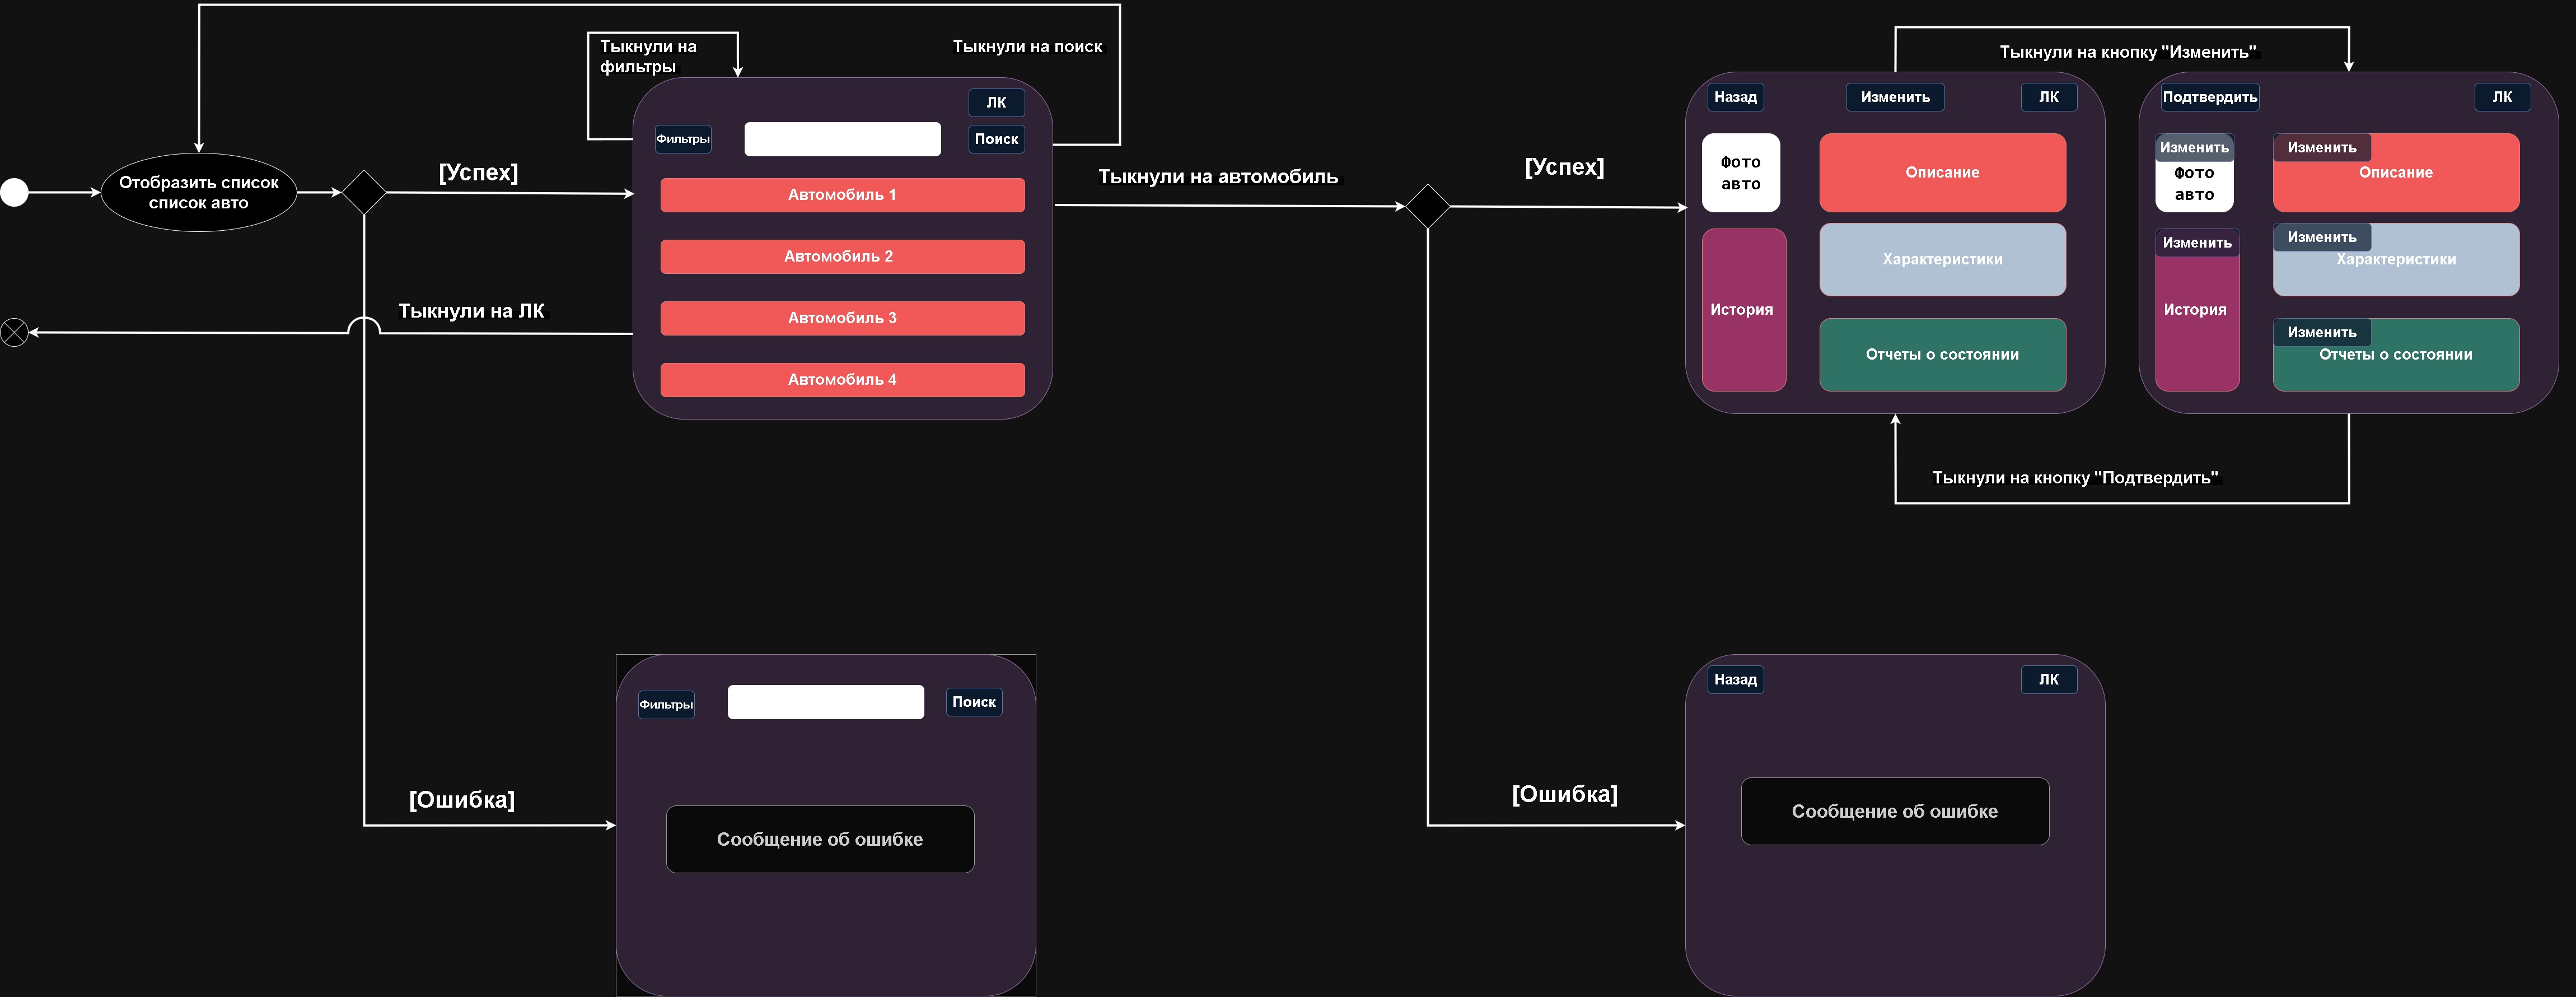 Тыкнули на
фильтры
Тыкнули на поиск
Тыкнули на кнопку "Изменить"
ЛК
Фильтры
Поиск
Автомобиль 1
Автомобиль 2
Автомобиль 3
Автомобиль 4
Отобразить список
список авто
[Успех]
Тыкнули на ЛК
Тыкнули на автомобиль
[Успех]
Назад
Изменить
ЛК
Фото
авто
Описание
Характеристики
История
Отчеты о состоянии
Подтвердить
ЛК
Изменить
Фото
авто
Изменить
Описание
Изменить
История
Изменить
Характеристики
Изменить
Отчеты о состоянии
Тыкнули на кнопку "Подтвердить"
[Ошибка]
Фильтры
Поиск
Сообщение об ошибке
[Ошибка]
Назад
ЛК
Сообщение об ошибке